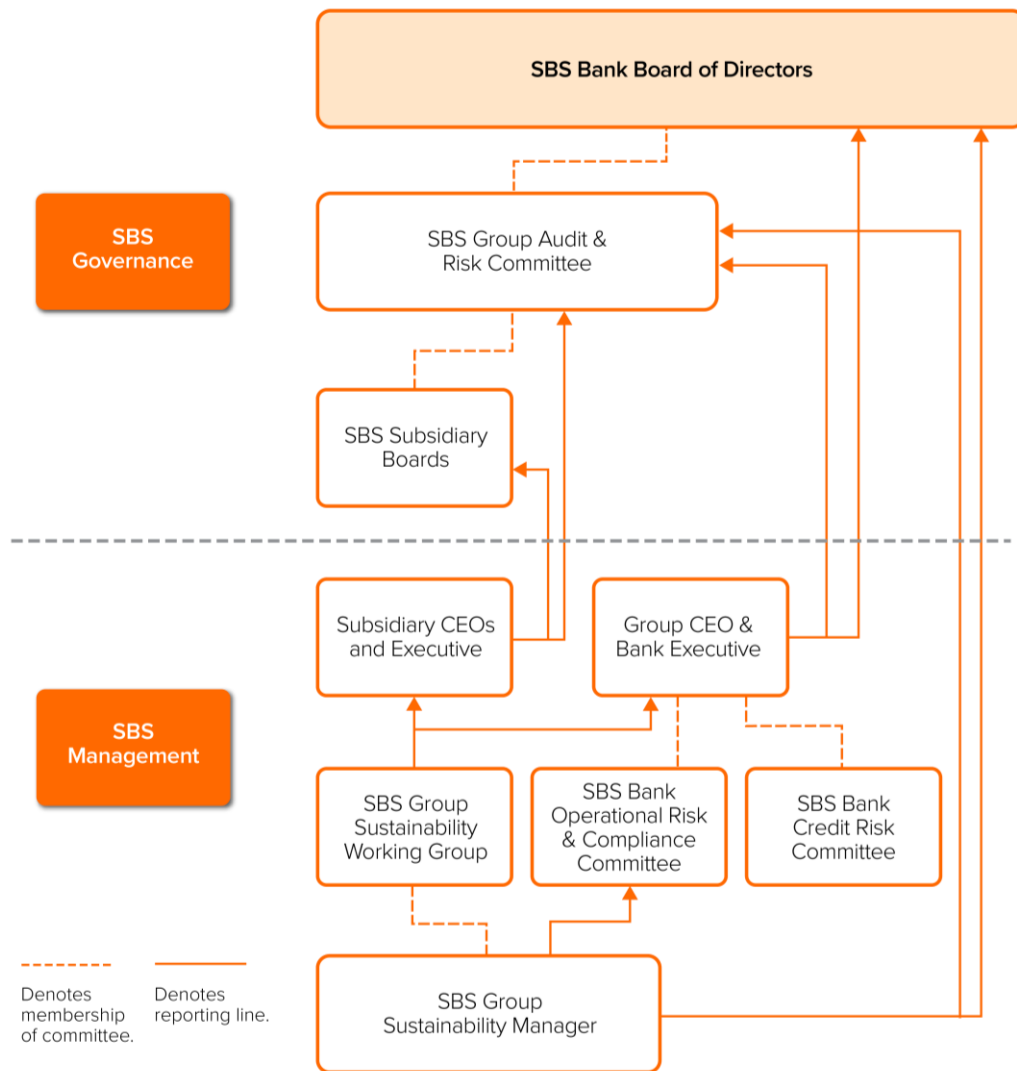 SBS Bank Board of Directors
SBS
Governance
SBS Group Audit &
Risk Committee
SBS Subsidiary
Boards
Subsidiary CEOs
and Executive
Group CEO &
Bank Executive
SBS
Management
SBS Group
Sustainability
Working Group
SBS Bank
Operational Risk
& Compliance
Committee
SBS Bank
Credit Risk
Committee
SBS Group
Sustainability Manager
Denotes
membership
of committee.
Denotes
reporting line.